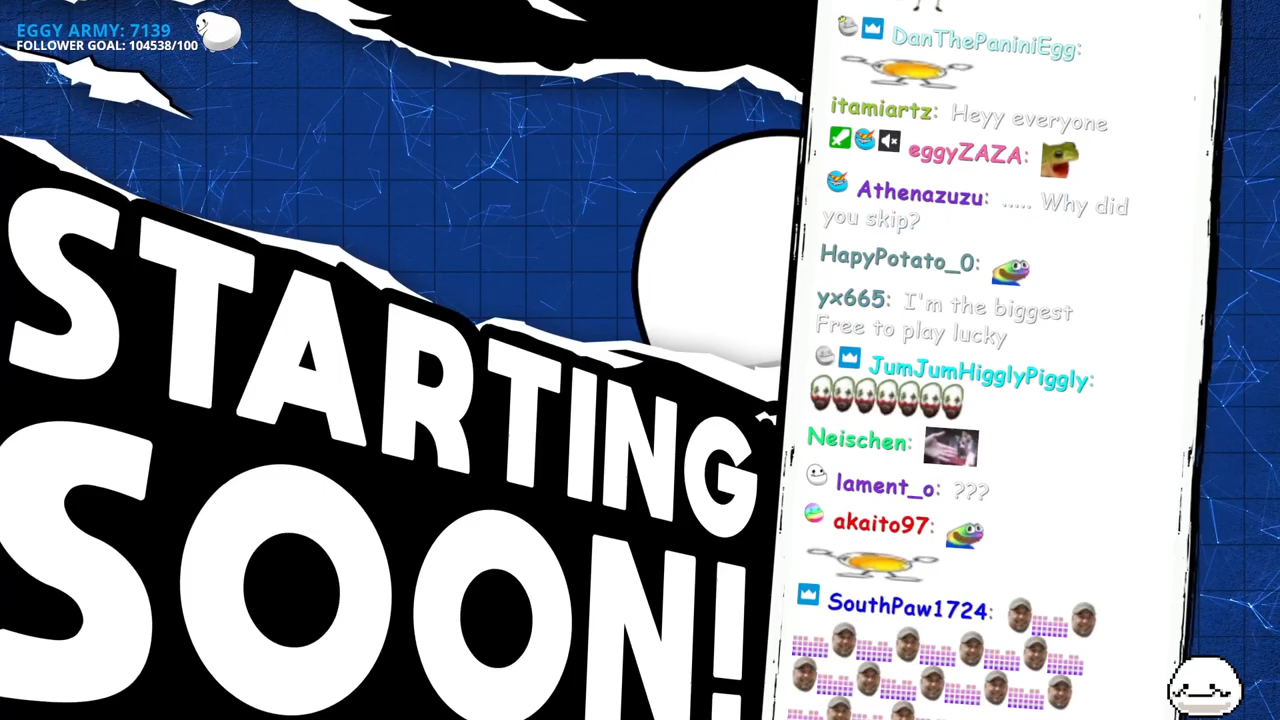 EGGY ARMY: 7139
FOLLOWER GOAL: 104538/100
STARTING
SOON!
DanThePaniniEgg:
itamiartz: Heyy everyone
eggyZAZA:
Athenazuzu: ..... Why did
you skip?
HapyPotato_0:
yx665: I'm the biggest
Free to play lucky
JumJumHigglyPiggly:
Neischen:
lament_o: ???
akaito97:
SouthPaw1724: